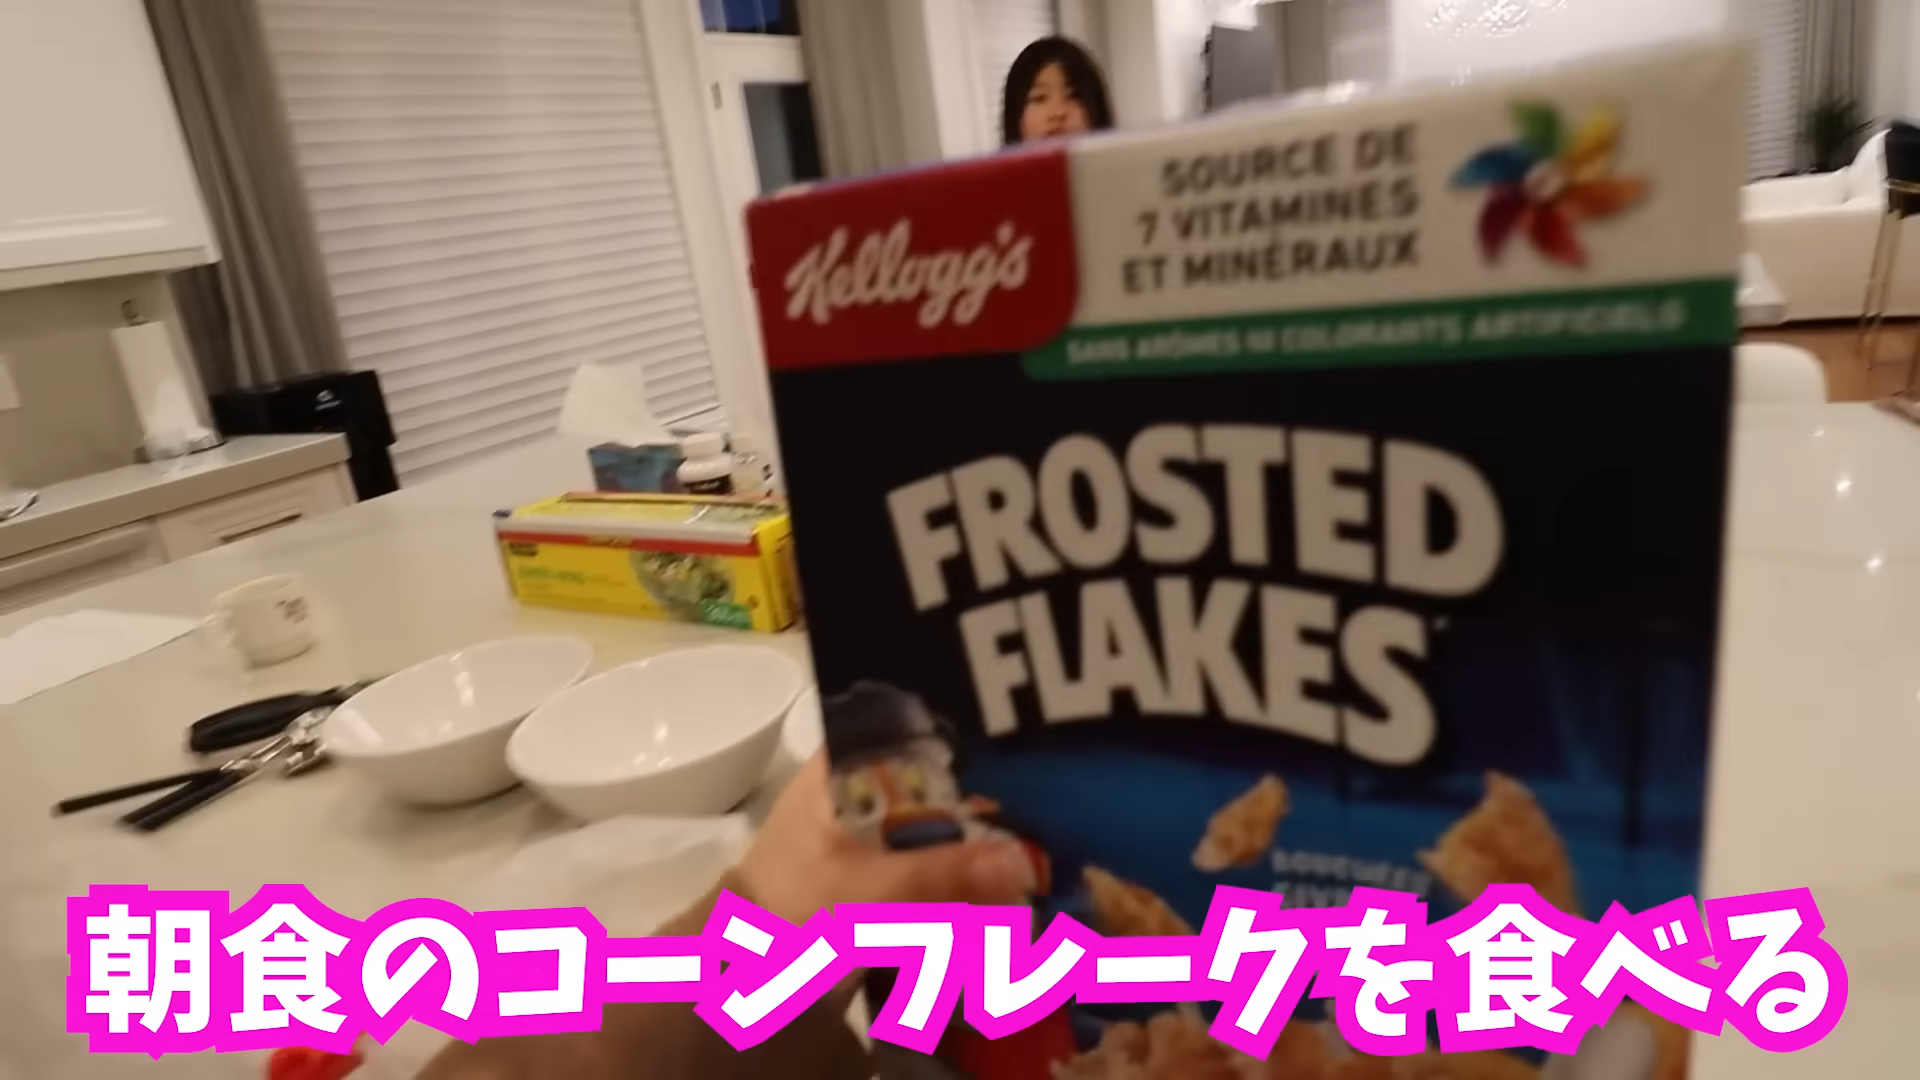 Kellogg's
SOURCE DE
7 VITAMINES
ET MINÉRAUX
SANS ARÔMES NI COLORANTS ARTIFICIELS
FROSTED
FLAKES
朝食のコーンフレークを食べる